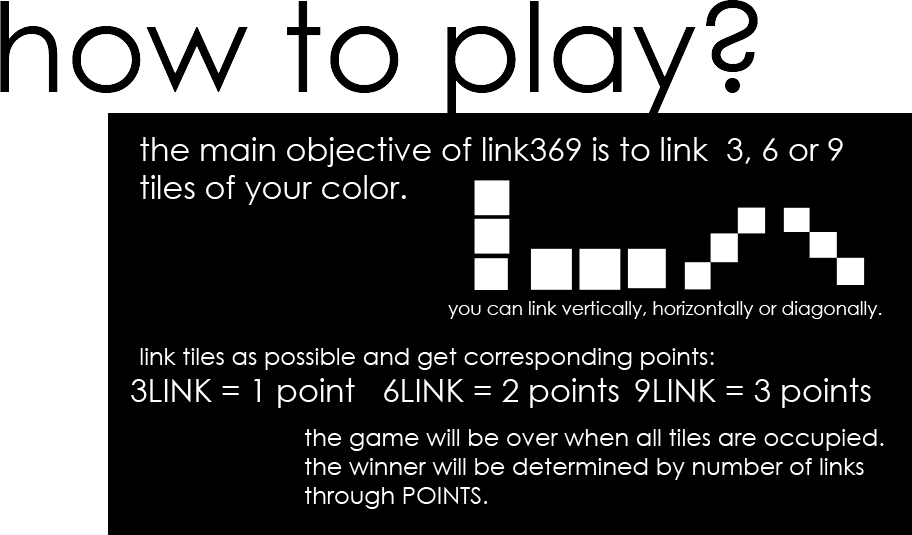 how to play?
the main objective of link369 is to link 3, 6 or 9
tiles of your color.
you can link vertically, horizontally or diagonally.
link tiles as possible and get corresponding points:
3LINK = 1 point 6LINK = 2 points 9LINK = 3 points
the game will be over when all tiles are occupied.
the winner will be determined by number of links
through POINTS.